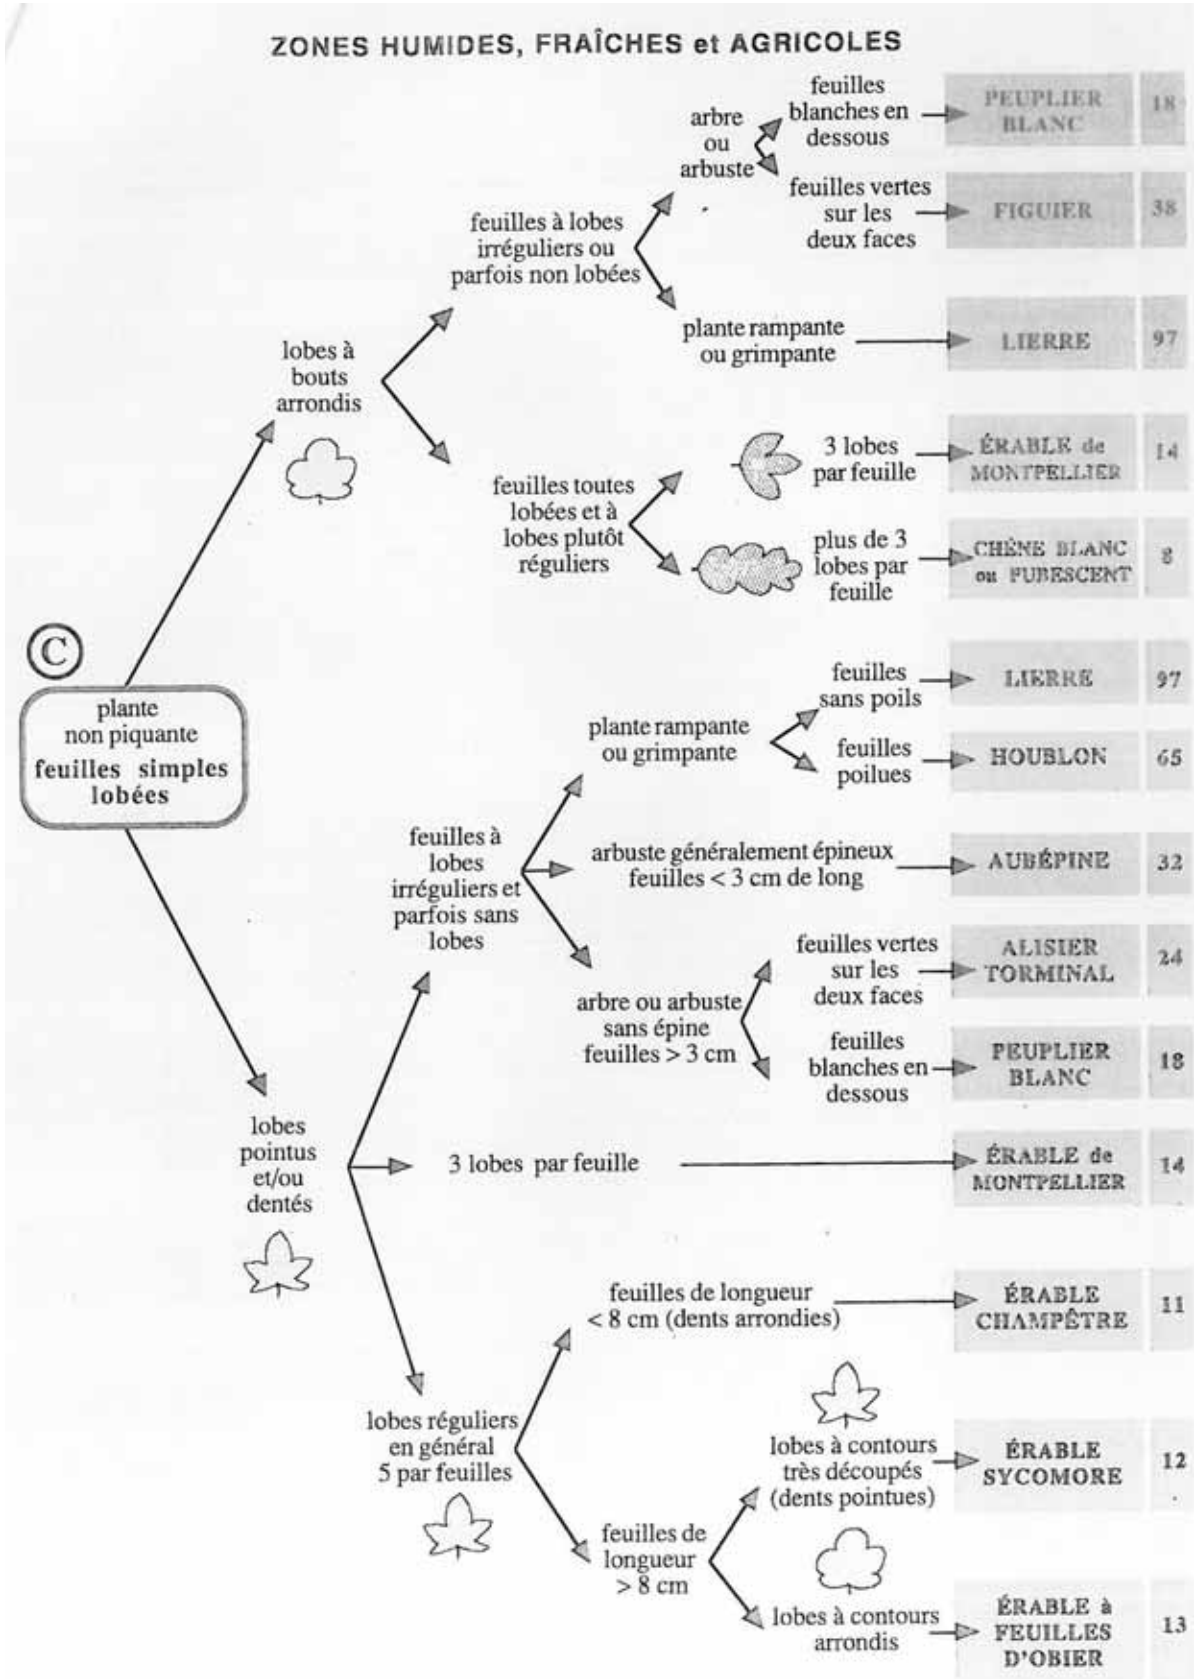 ZONES HUMIDES, FRAÎCHES et AGRICOLES
feuilles
blanches en
dessous
PEUPLIER
BLANC
18
arbre
ou
arbuste
feuilles vertes
sur les
deux faces
FIGUIER
38
feuilles à lobes
irréguliers ou
parfois non lobées
plante rampante
ou grimpante
LIERRE
97
lobes à
bouts
arrondis
3 lobes
par feuille
ÉRABLE de
MONTPELLIER
14
feuilles toutes
lobées et à
lobes plutôt
réguliers
plus de 3
lobes par
feuille
CHÊNE BLANC
ou PUBESCENT
8
C
plante
non piquante
feuilles simples
lobées
feuilles
sans poils
LIERRE
97
plante rampante
ou grimpante
feuilles
poilues
HOUBLON
65
feuilles à
lobes
irréguliers et
parfois sans
lobes
arbuste généralement épineux
feuilles < 3 cm de long
AUBÉPINE
32
feuilles vertes
sur les
deux faces
ALISIER
TORMINAL
24
arbre ou arbuste
sans épine
feuilles > 3 cm
feuilles
blanches en
dessous
PEUPLIER
BLANC
18
lobes
pointus
et/ou
dentés
3 lobes par feuille
ÉRABLE de
MONTPELLIER
14
feuilles de longueur
< 8 cm (dents arrondies)
ÉRABLE
CHAMPÊTRE
11
lobes réguliers
en général
5 par feuilles
lobes à contours
très découpés
(dents pointues)
ÉRABLE
SYCOMORE
12
feuilles de
longueur
> 8 cm
lobes à contours
arrondis
ÉRABLE à
FEUILLES
D'OBIER
13